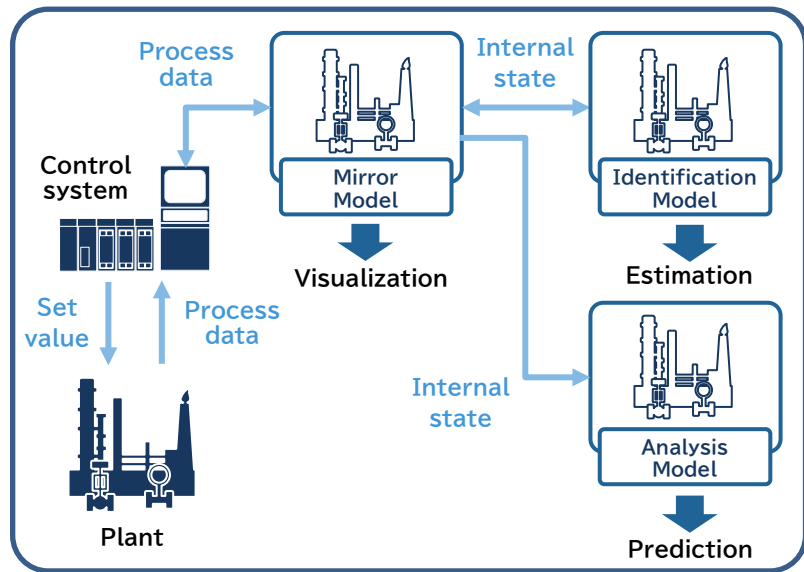 Process
data
Internal
state
Control
system
Mirror
Model
Identification
Model
Visualization
Estimation
Set
value
Process
data
Internal
state
Analysis
Model
Plant
Prediction